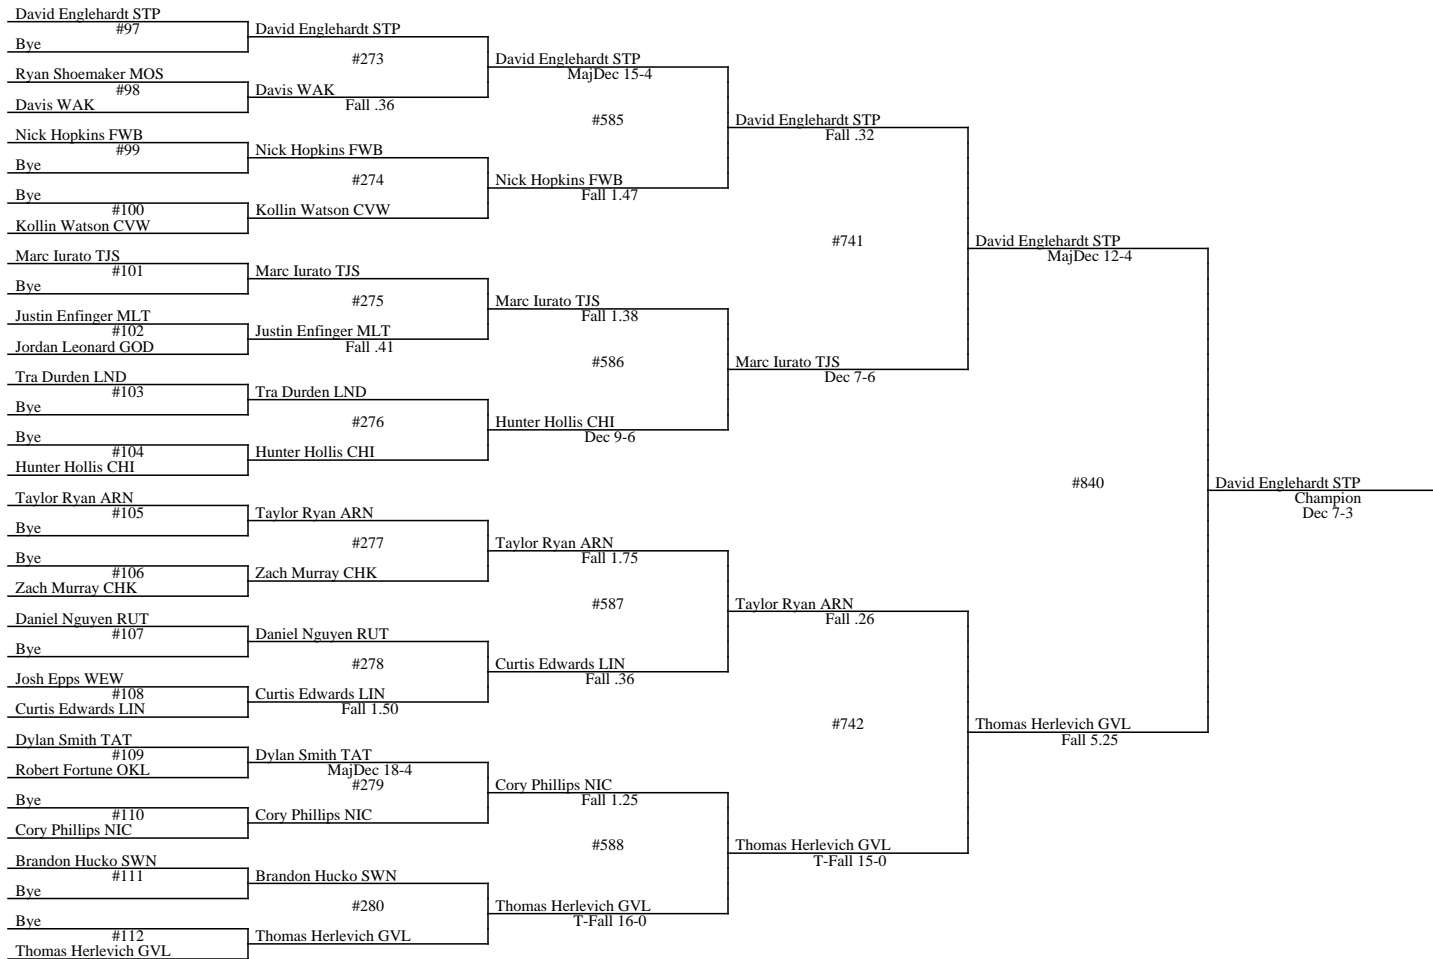 David Englehardt STP
#97
Bye
Ryan Shoemaker MOS
#98
Davis WAK
Nick Hopkins FWB
#99
Bye
Bye
#100
Kollin Watson CVW
Marc Iurato TJS
#101
Bye
Justin Enfinger MLT
#102
Jordan Leonard GOD
Tra Durden LND
#103
Bye
Bye
#104
Hunter Hollis CHI
Taylor Ryan ARN
#105
Bye
Bye
#106
Zach Murray CHK
Daniel Nguyen RUT
#107
Bye
Josh Epps WEW
#108
Curtis Edwards LIN
Dylan Smith TAT
#109
Robert Fortune OKL
Bye
#110
Cory Phillips NIC
Brandon Hucko SWN
#111
Bye
Bye
#112
Thomas Herlevich GVL
David Englehardt STP
#273
Davis WAK
Fall .36
Nick Hopkins FWB
#274
Kollin Watson CVW
Marc Iurato TJS
#275
Justin Enfinger MLT
Fall .41
Tra Durden LND
#276
Hunter Hollis CHI
Taylor Ryan ARN
#277
Zach Murray CHK
Daniel Nguyen RUT
#278
Curtis Edwards LIN
Fall 1.50
Dylan Smith TAT
MajDec 18-4
#279
Cory Phillips NIC
Brandon Hucko SWN
#280
Thomas Herlevich GVL
David Englehardt STP
MajDec 15-4
#585
Nick Hopkins FWB
Fall 1.47
Marc Iurato TJS
Fall 1.38
#586
Hunter Hollis CHI
Dec 9-6
Taylor Ryan ARN
Fall 1.75
#587
Curtis Edwards LIN
Fall .36
Cory Phillips NIC
Fall 1.25
#588
Thomas Herlevich GVL
T-Fall 16-0
David Englehardt STP
Fall .32
#741
Marc Iurato TJS
Dec 7-6
Taylor Ryan ARN
Fall .26
#742
Thomas Herlevich GVL
T-Fall 15-0
David Englehardt STP
MajDec 12-4
#840
Thomas Herlevich GVL
Fall 5.25
David Englehardt STP
Champion
Dec 7-3